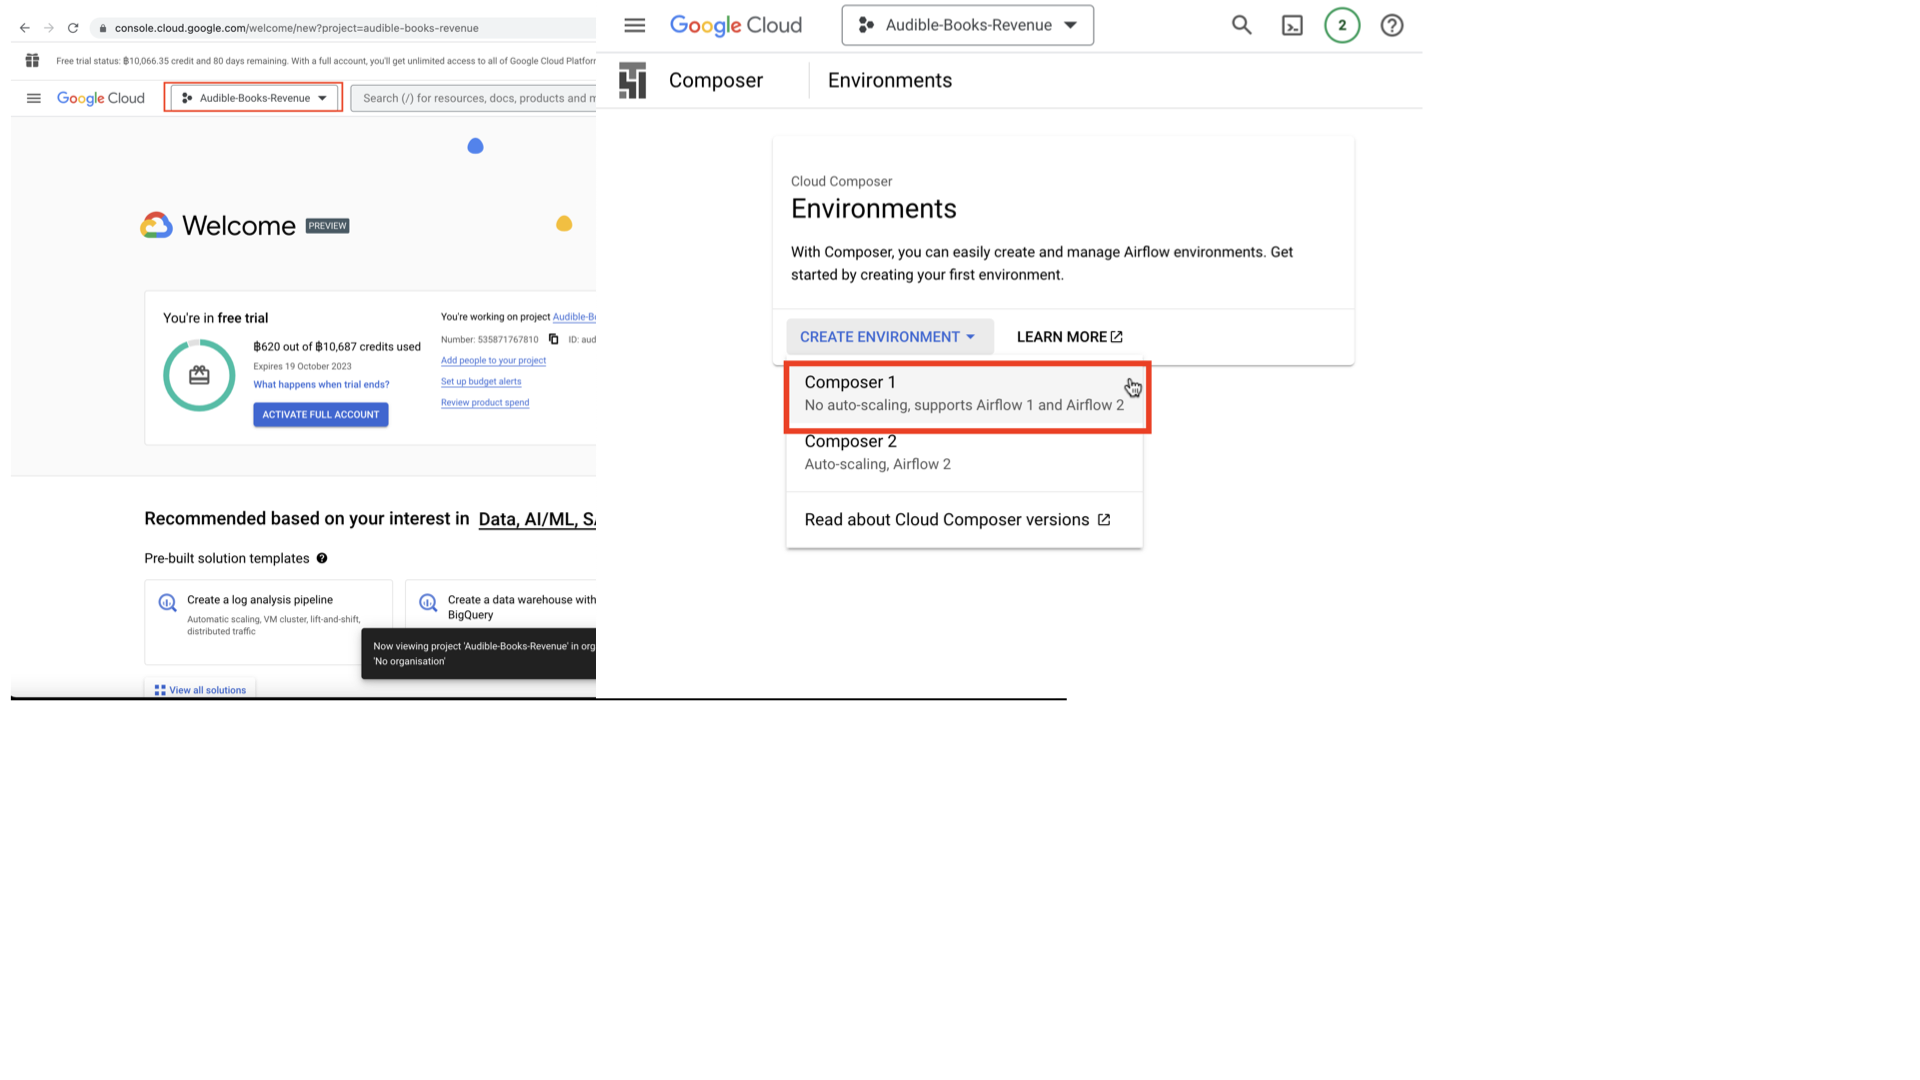 console.cloud.google.com/welcome/new?project=audible-books-revenue
Free trial status: ฿10,066.35 credit and 80 days remaining. With a full account, you'll get unlimited access to all of Google Cloud Platfor
Google Cloud
Audible-Books-Revenue
Search (/) for resources, docs, products and
Welcome
PREVIEW
You're in free trial
฿620 out of ฿10,687 credits used
Expires 19 October 2023
What happens when trial ends?
ACTIVATE FULL ACCOUNT
You're working on project Audible-B
Number: 535871767810 ID: aud
Add people to your project
Set up budget alerts
Review product spend
Recommended based on your interest in Data, AI/ML,
Pre-built solution templates
Create a log analysis pipeline
Automatic scaling, VM cluster, lift-and-shift,
distributed traffic
Create a data warehouse with
BigQuery
Now viewing project 'Audible-Books-Revenue' in org
'No organisation'
View all solutions
Google Cloud
Audible-Books-Revenue
2
Composer
Environments
Cloud Composer
Environments
With Composer, you can easily create and manage Airflow environments. Get
started by creating your first environment.
CREATE ENVIRONMENT
LEARN MORE
Composer 1
No auto-scaling, supports Airflow 1 and Airflow 2
Composer 2
Auto-scaling, Airflow 2
Read about Cloud Composer versions